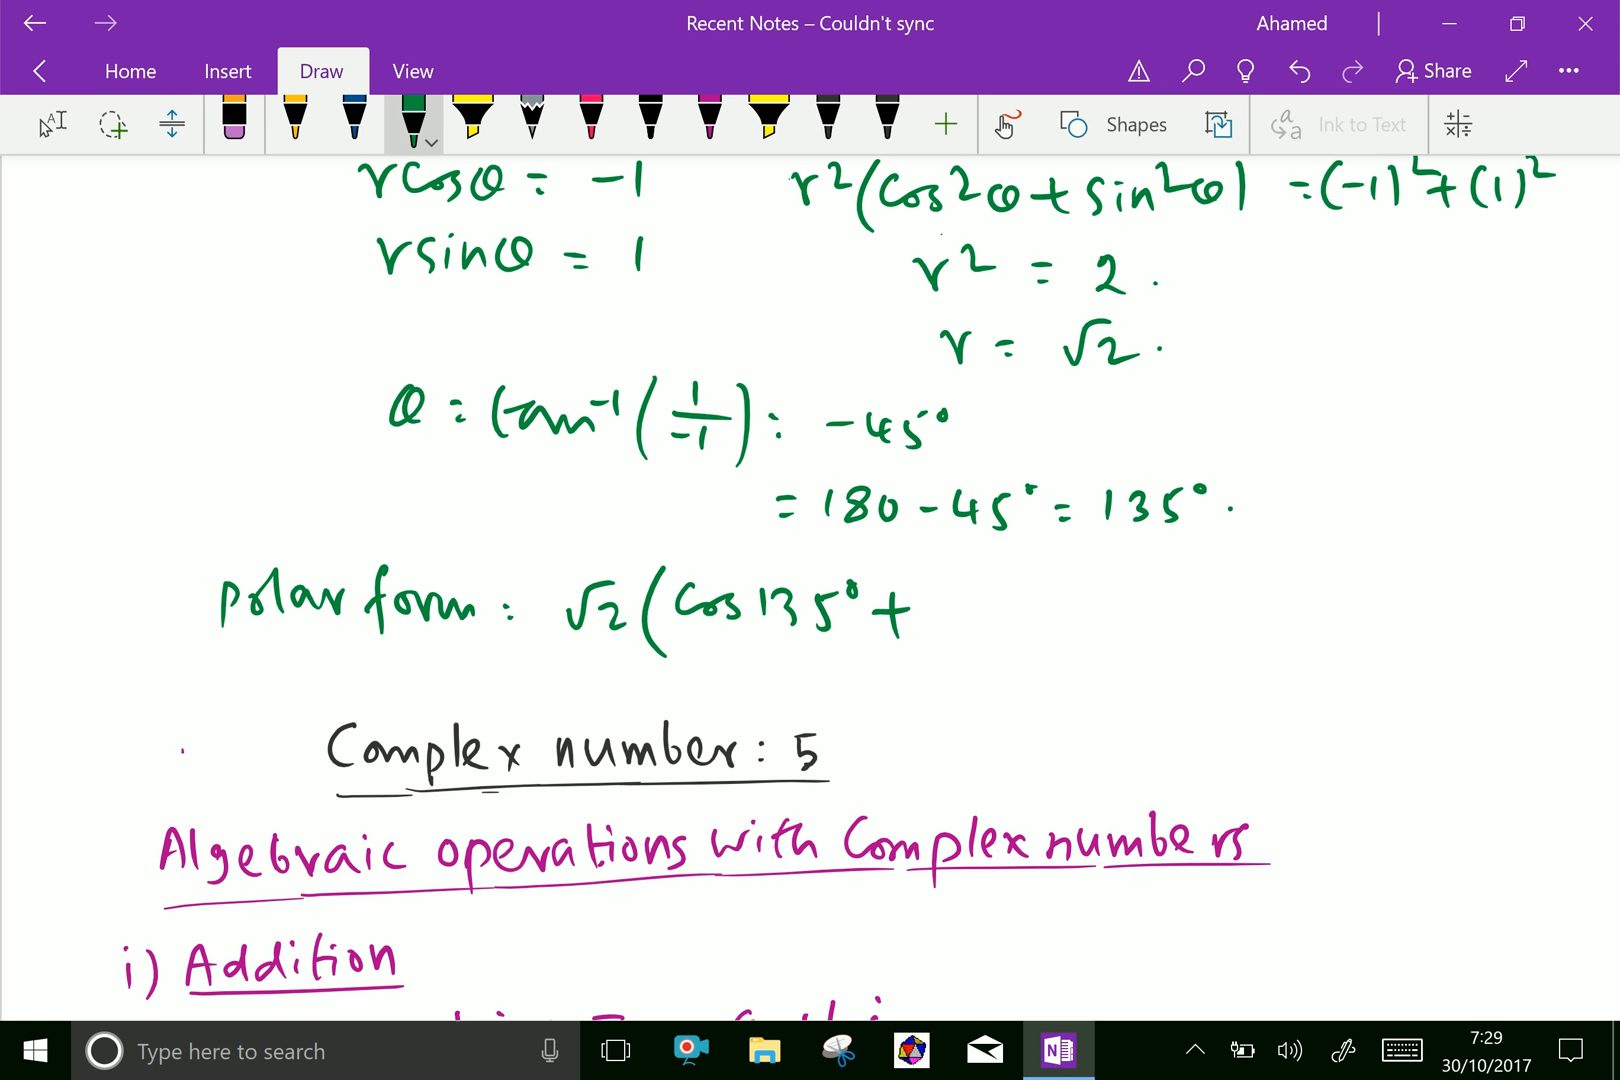 Recent Notes – Couldn't sync
Ahamed
Home Insert Draw View
Share
Shapes
Ink to Text
rcosθ = -1
r²(cos²θ + sin²θ) = (-1)² + (1)²
rsinθ = 1
r² = 2.
r = √2.
θ = tan⁻¹(1/-1) = -45°
= 180 - 45° = 135°.
polar form: √2(cos 135° +
Complex number: 5
Algebraic operations with complex numbers
i) Addition
Type here to search
7:29
30/10/2017